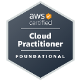 aws
certified
Cloud
Practitioner
FOUNDATIONAL